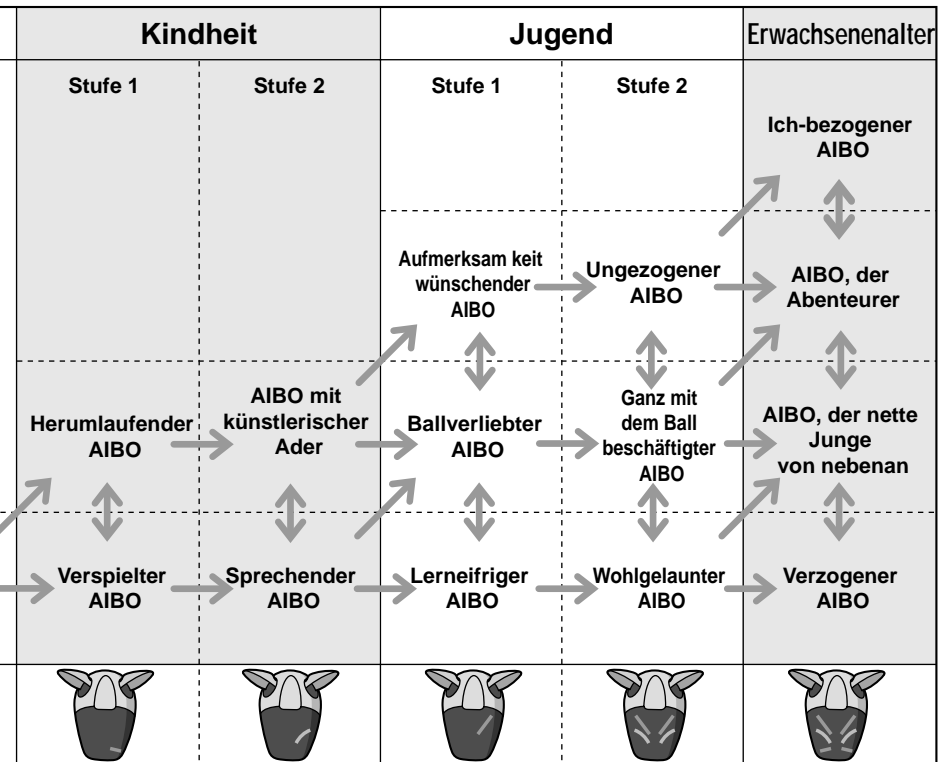 Kindheit
Jugend
Erwachsenenalter
Stufe 1
Stufe 2
Stufe 1
Stufe 2
Ich-bezogener
AIBO
Aufmerksam keit
wünschender
AIBO
Ungezogener
AIBO
AIBO, der
Abenteurer
Herumlaufender
AIBO
AIBO mit
künstlerischer
Ader
Ballverliebter
AIBO
Ganz mit
dem Ball
beschäftigter
AIBO
AIBO, der nette
Junge
von nebenan
Verspielter
AIBO
Sprechender
AIBO
Lerneifriger
AIBO
Wohlgelaunter
AIBO
Verzogener
AIBO